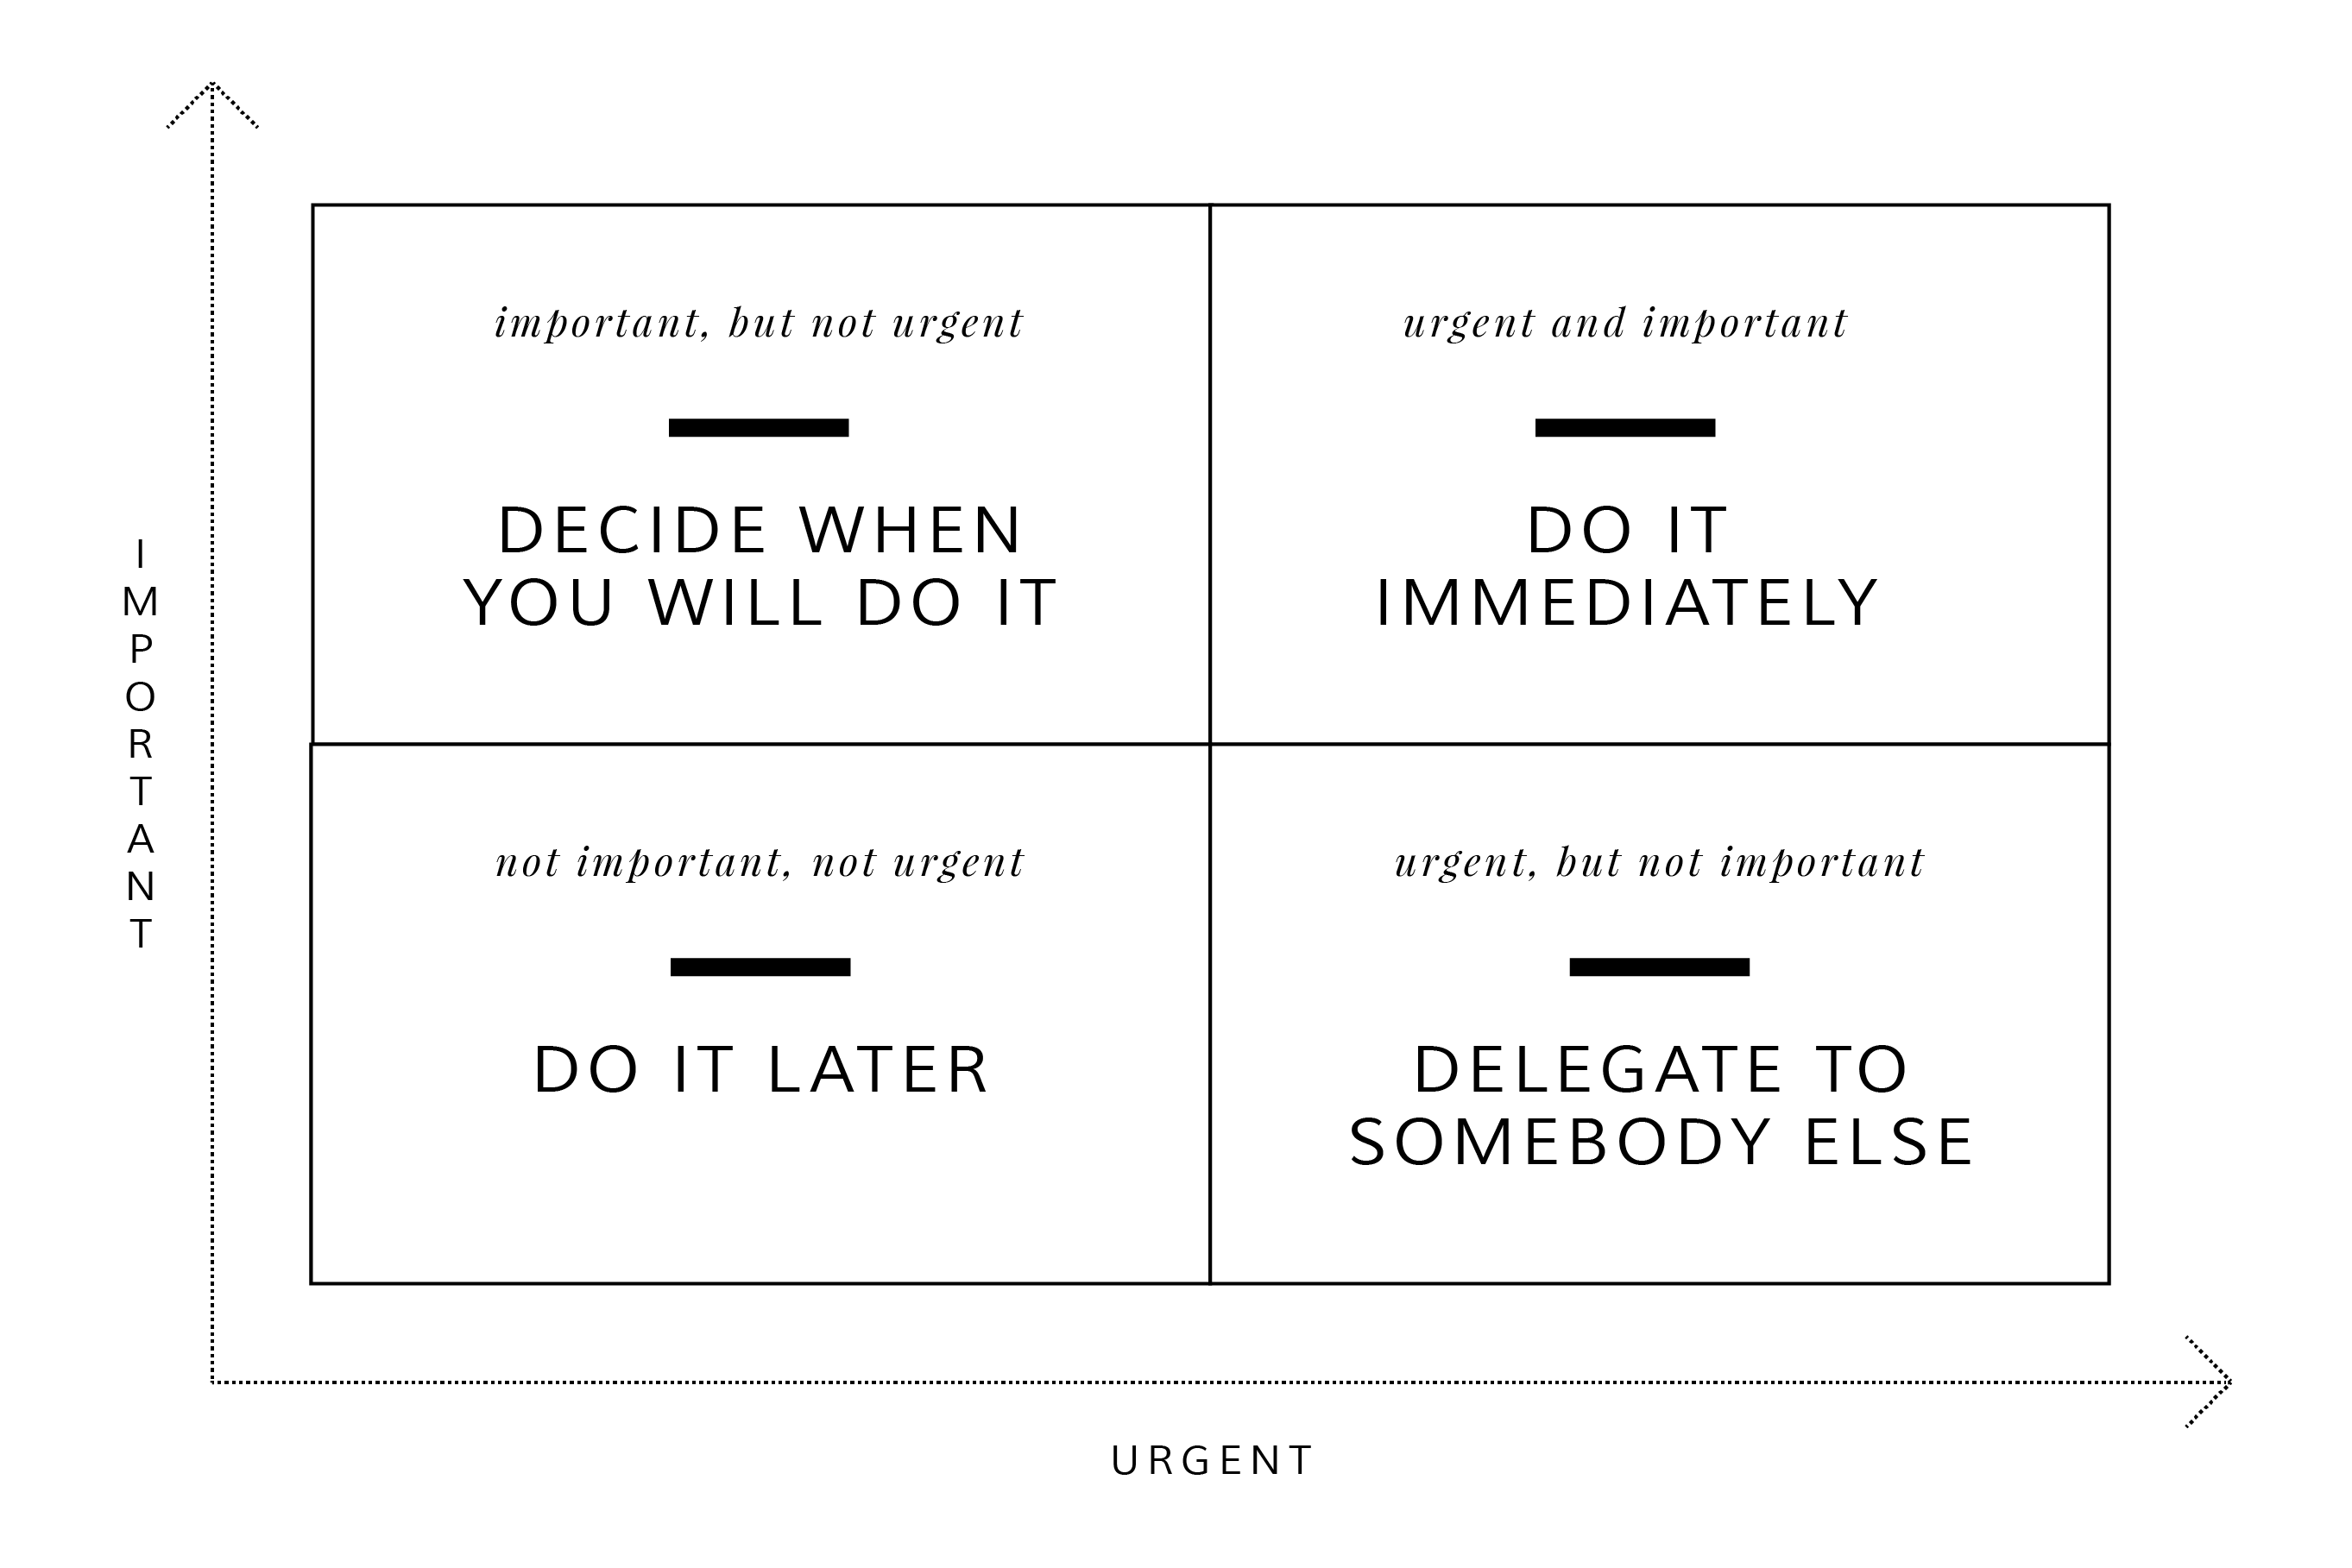 important, but not urgent
DECIDE WHEN
YOU WILL DO IT
urgent and important
DO IT
IMMEDIATELY
IMPORTANT
not important, not urgent
DO IT LATER
urgent, but not important
DELEGATE TO
SOMEBODY ELSE
URGENT